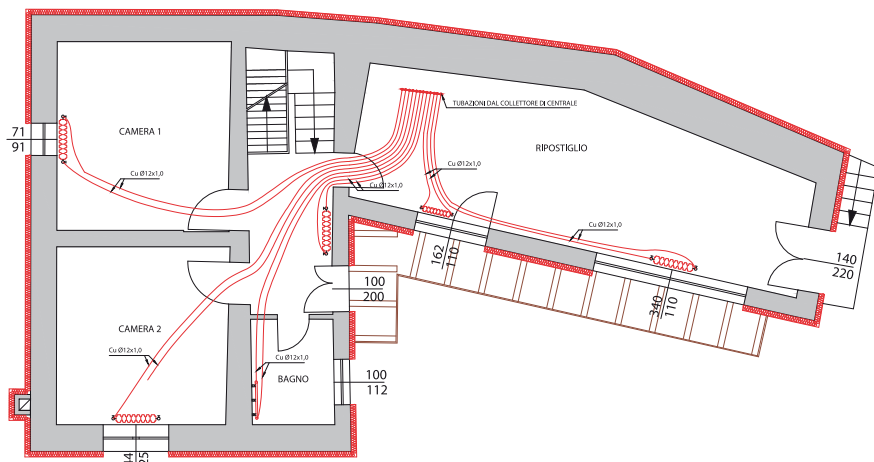 TUBAZIONI DAL COLLETTORE DI CENTRALE
CAMERA 1
RIPOSTIGLIO
71
91
Cu Ø12x1,0
Cu Ø12x1,0
Cu Ø12x1,0
Cu Ø12x1,0
162
110
140
220
100
200
340
110
CAMERA 2
Cu Ø12x1,0
Cu Ø12x1,0
BAGNO
100
112